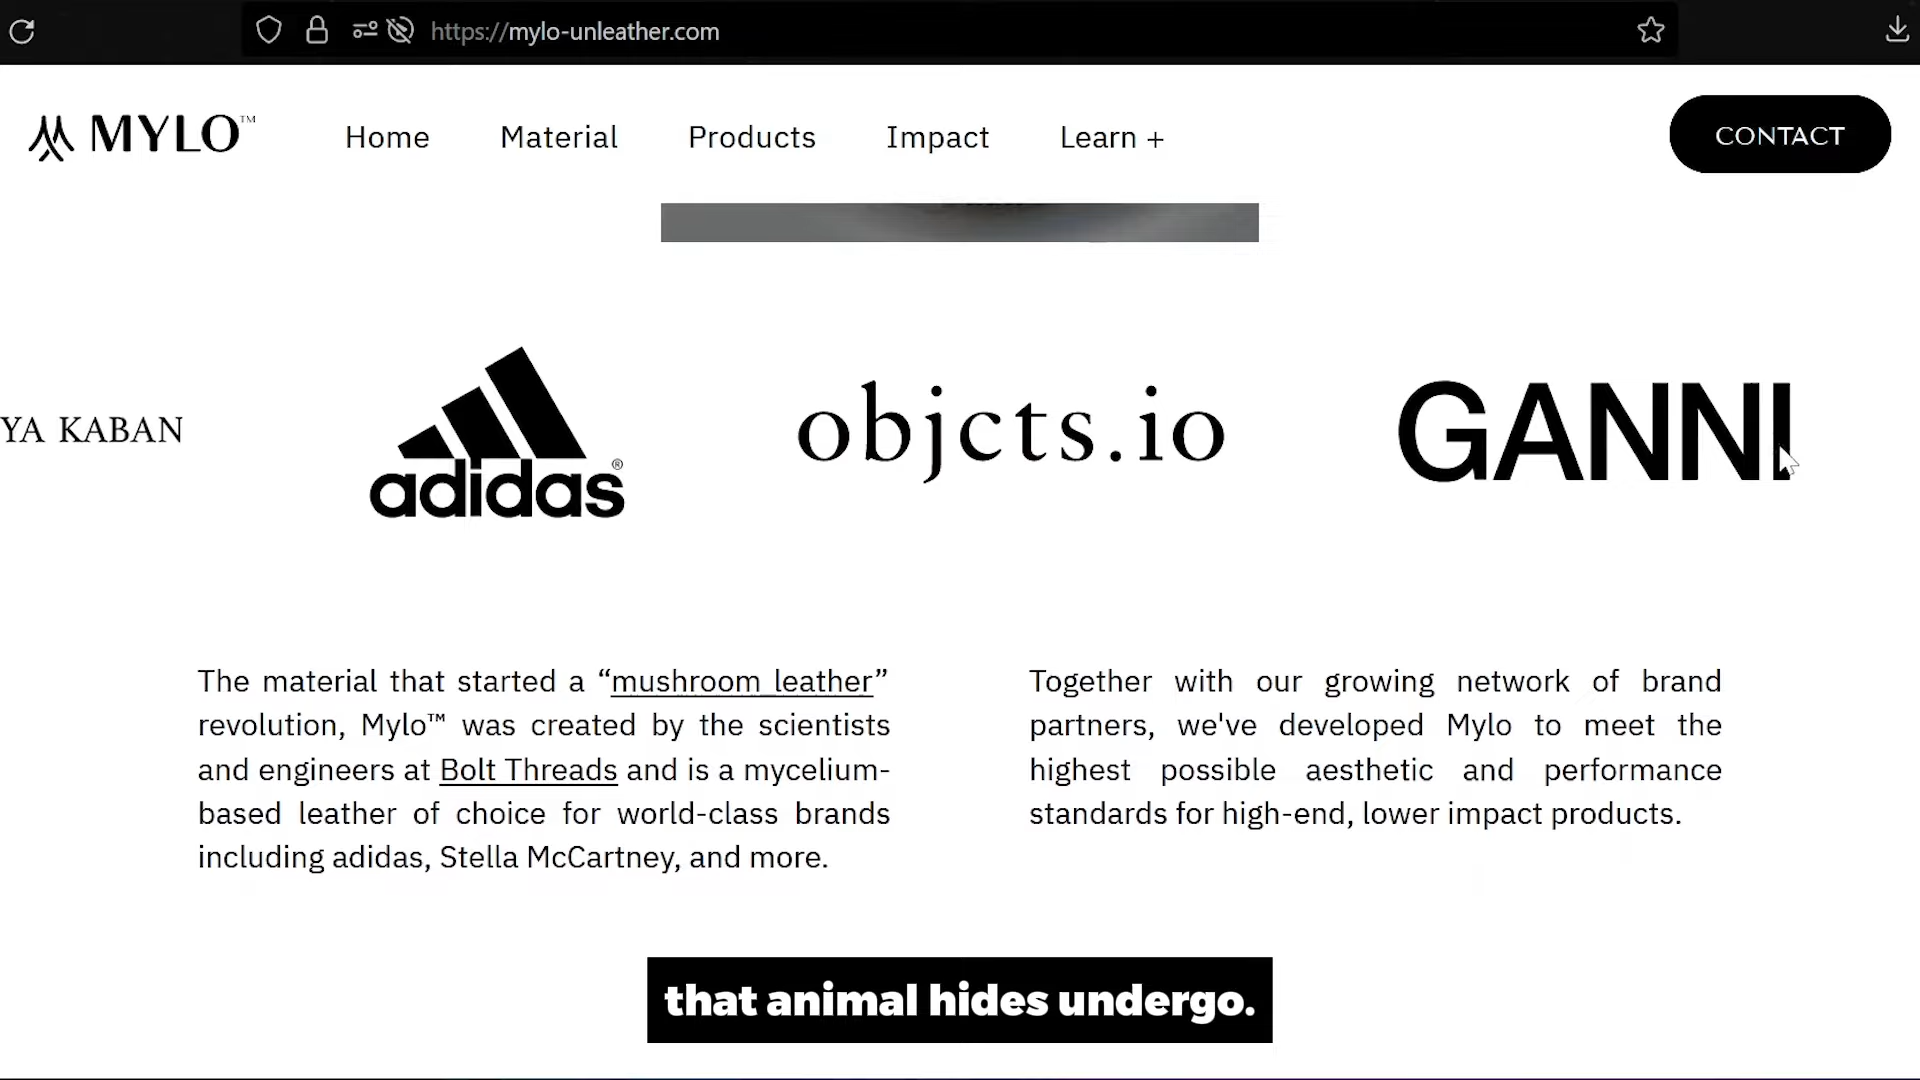 https://mylo-unleather.com
MYLO™
Home
Material
Products
Impact
Learn +
CONTACT
YA KABAN
adidas®
objcts.io
GANNI
The material that started a “mushroom leather”
revolution, Mylo™ was created by the scientists
and engineers at Bolt Threads and is a mycelium-
based leather of choice for world-class brands
including adidas, Stella McCartney, and more.
Together with our growing network of brand
partners, we've developed Mylo to meet the
highest possible aesthetic and performance
standards for high-end, lower impact products.
that animal hides undergo.